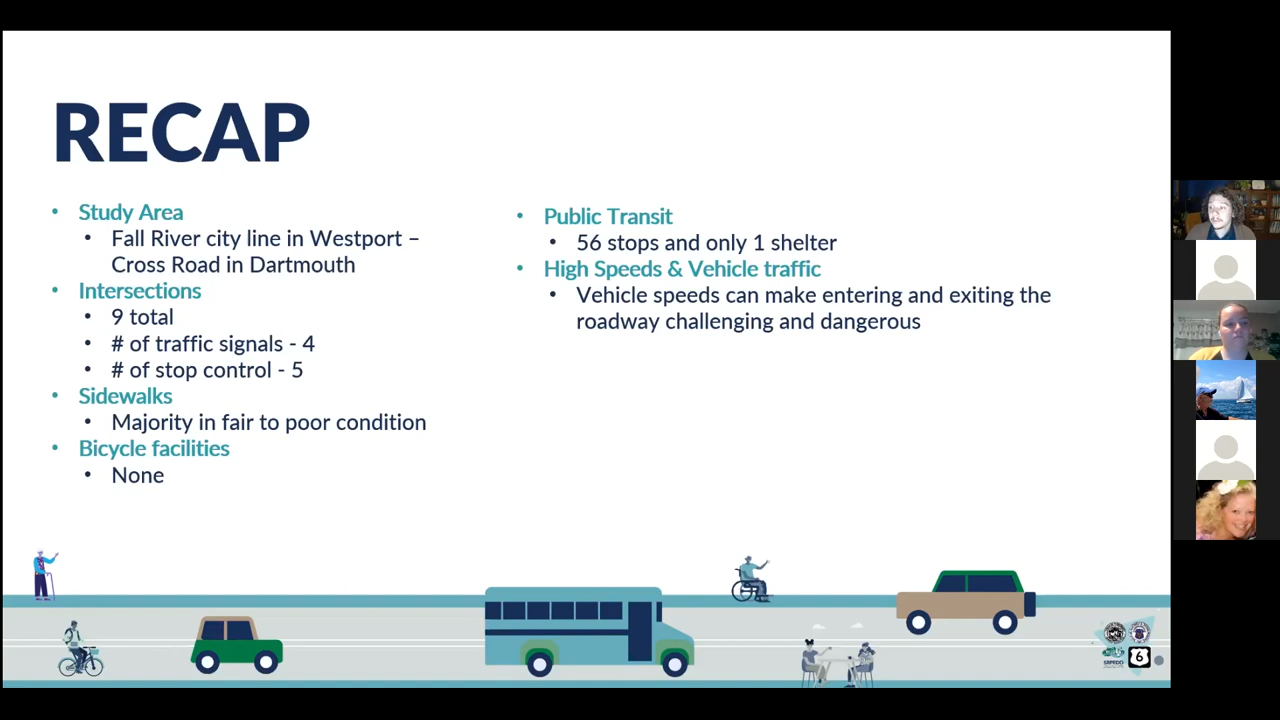 RECAP
• Study Area
• Fall River city line in Westport –
Cross Road in Dartmouth
• Intersections
• 9 total
• # of traffic signals - 4
• # of stop control - 5
• Sidewalks
• Majority in fair to poor condition
• Bicycle facilities
• None
• Public Transit
• 56 stops and only 1 shelter
• High Speeds & Vehicle traffic
• Vehicle speeds can make entering and exiting the
roadway challenging and dangerous
SRPEDD
6